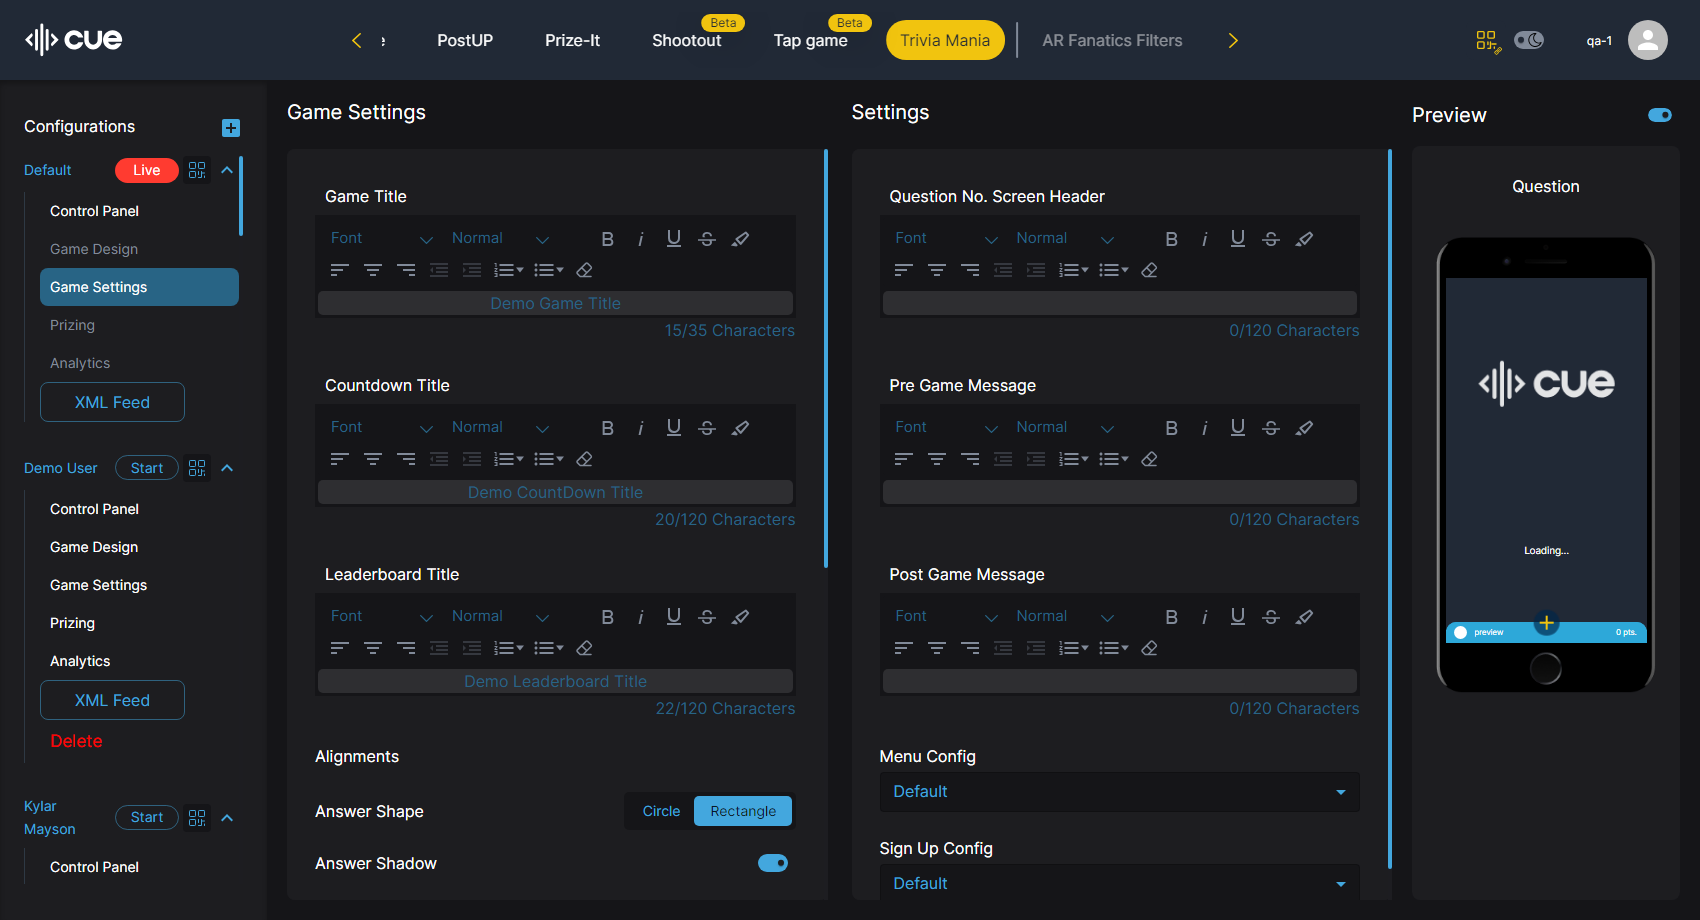 cue
PostUP
Prize-It
Beta
Shootout
Beta
Tap game
Trivia Mania
AR Fanatics Filters
qa-1
Configurations
Default
Live
Control Panel
Game Design
Game Settings
Prizing
Analytics
XML Feed
Demo User
Start
Control Panel
Game Design
Game Settings
Prizing
Analytics
XML Feed
Delete
Kylar
Mayson
Start
Control Panel
Game Settings
Game Title
Font
Normal
Demo Game Title
15/35 Characters
Countdown Title
Font
Normal
Demo CountDown Title
20/120 Characters
Leaderboard Title
Font
Normal
Demo Leaderboard Title
22/120 Characters
Alignments
Answer Shape
Circle
Rectangle
Answer Shadow
Settings
Question No. Screen Header
Font
Normal
0/120 Characters
Pre Game Message
Font
Normal
0/120 Characters
Post Game Message
Font
Normal
0/120 Characters
Menu Config
Default
Sign Up Config
Default
Preview
Question
cue
Loading...
preview
0 pts.